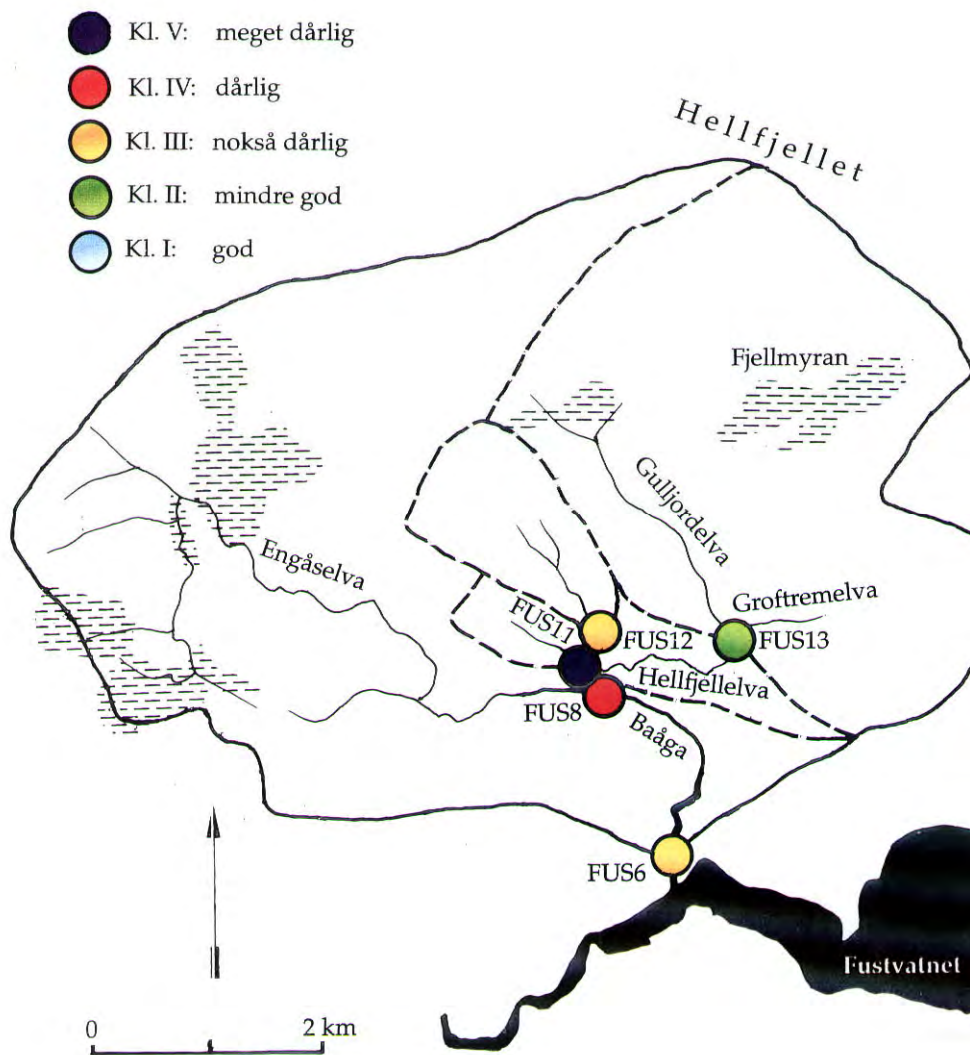 Kl. V: meget dårlig
Kl. IV: dårlig
Kl. III: nokså dårlig
Kl. II: mindre god
Kl. I: god
Hellfjellet
Fjellmyran
Gulljordelva
Engåselva
Groftremelva
FUS11
FUS12
FUS13
Hellfjellelva
FUS8
Baåga
FUS6
Fustvatnet
0 2 km